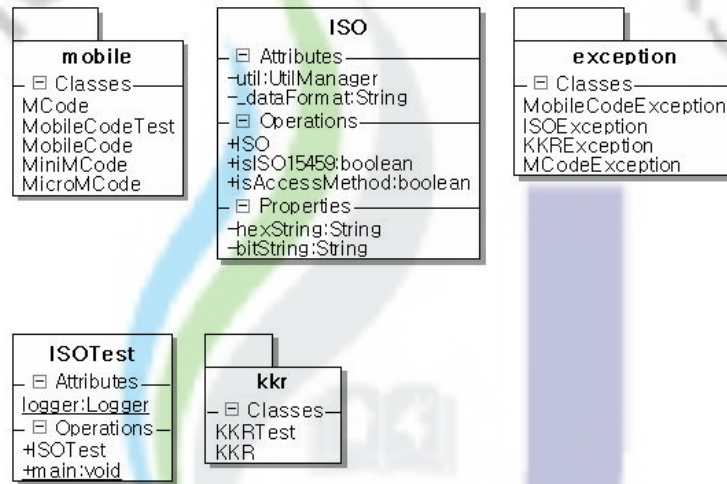 mobile
Classes
MCode
MobileCodeTest
MobileCode
MiniMCode
MicroMCode
ISO
Attributes
-util:UtilManager
-_dataFormat:String
Operations
+ISO
+isISO15459:boolean
+isAccessMethod:boolean
Properties
-hexString:String
-bitString:String
exception
Classes
MobileCodeException
ISOException
KKRException
MCodeException
ISOTest
Attributes
logger:Logger
Operations
+ISOTest
+main:void
kkr
Classes
KKRTest
KKR